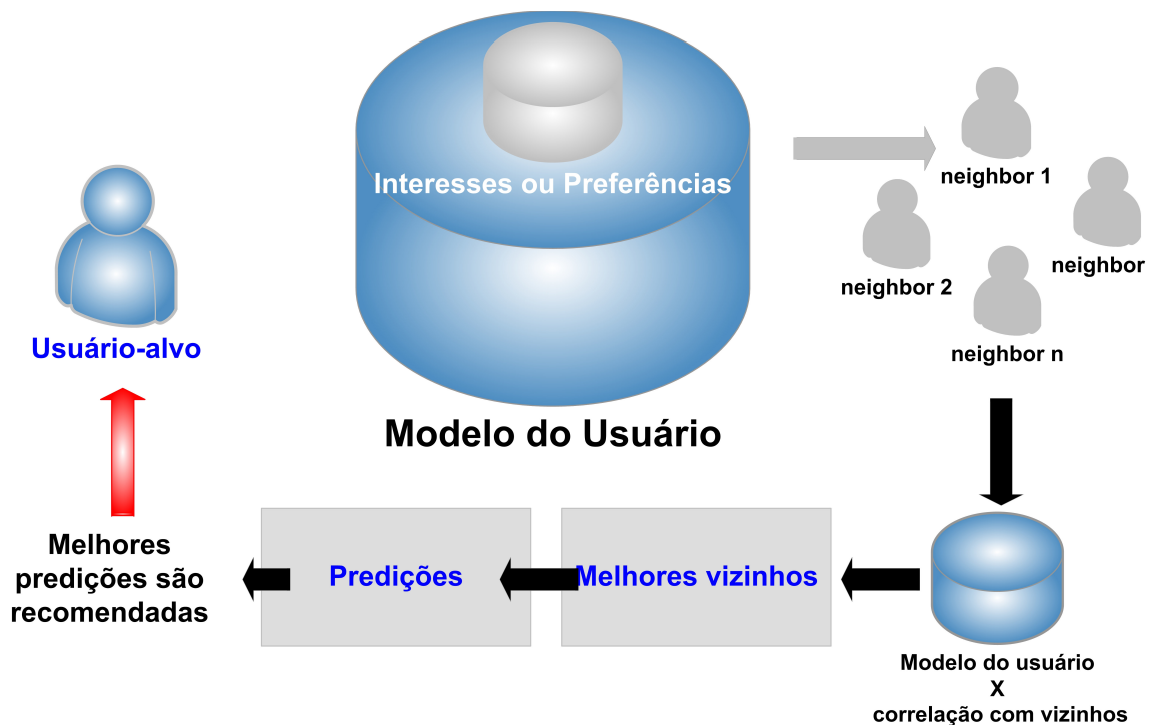 Interesses ou Preferências
neighbor 1
neighbor
neighbor 2
neighbor n
Usuário-alvo
Modelo do Usuário
Melhores
predições são
recomendadas
Predições
Melhores vizinhos
Modelo do usuário
X
correlação com vizinhos